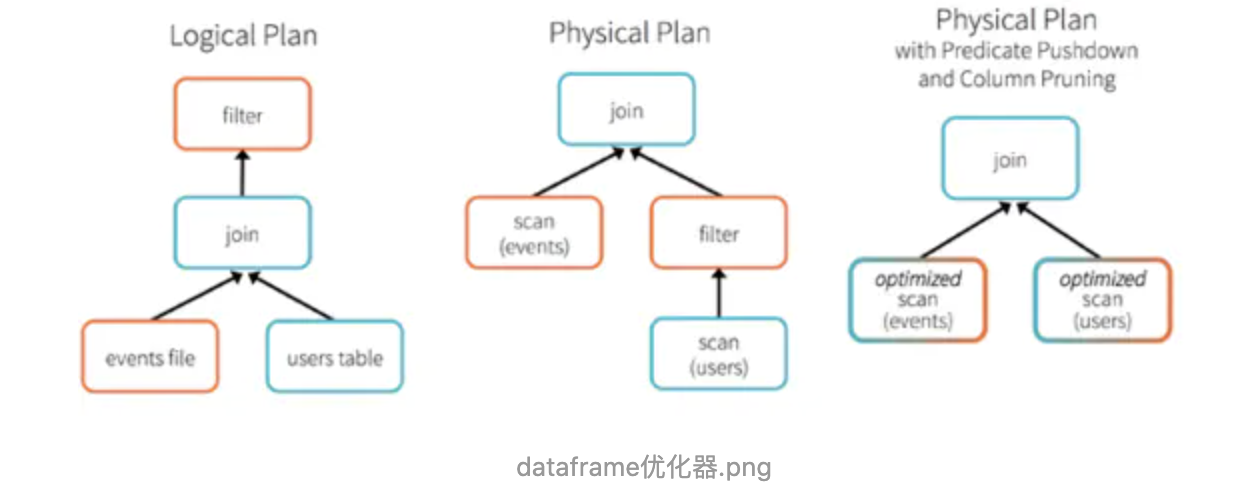 Logical Plan
filter
join
events file
users table
Physical Plan
join
scan
(events)
filter
scan
(users)
Physical Plan
with Predicate Pushdown
and Column Pruning
join
optimized
scan
(events)
optimized
scan
(users)
dataframe优化器.png